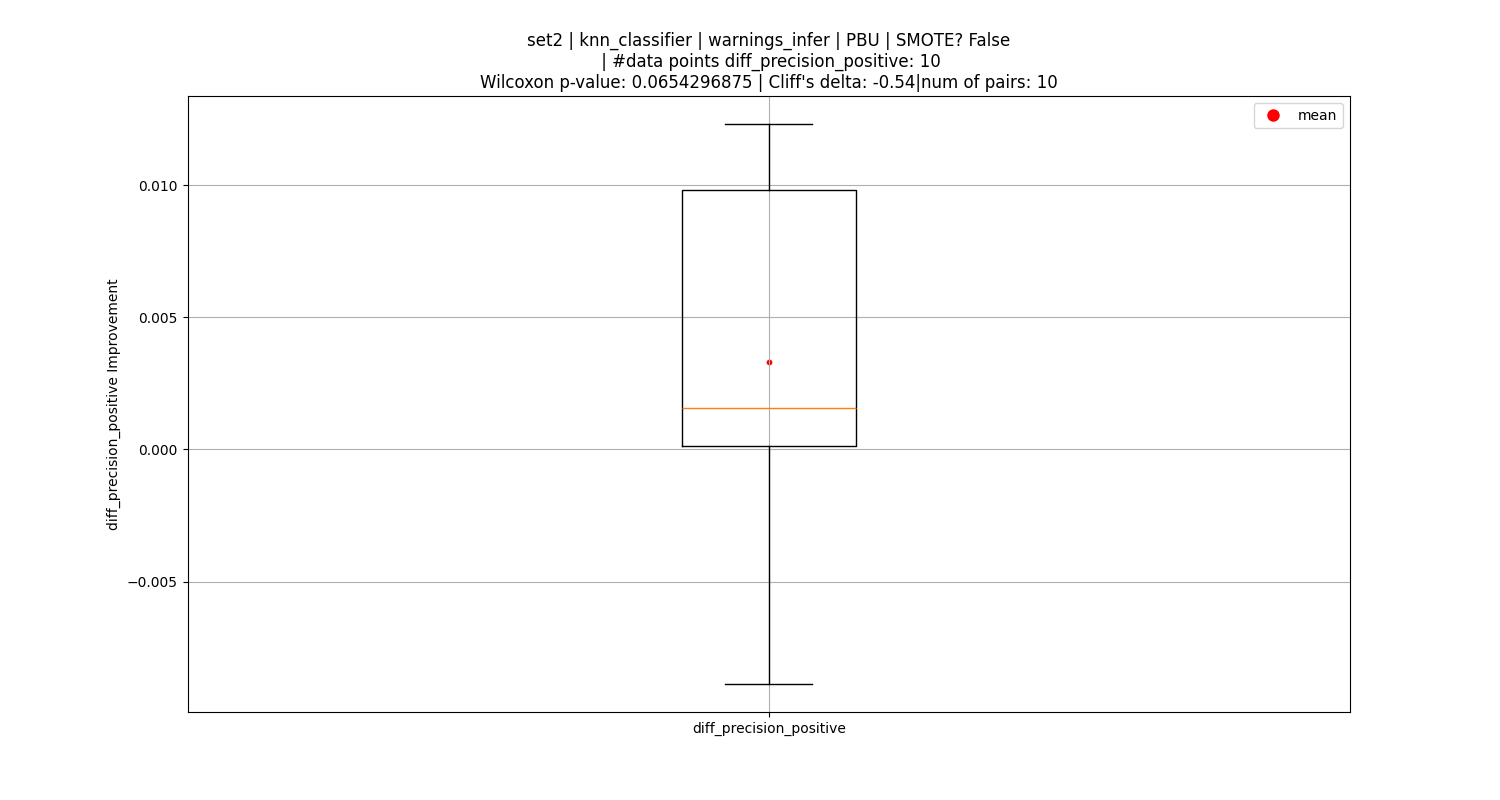 set2 | knn_classifier | warnings_infer | PBU | SMOTE? False
| #data points diff_precision_positive: 10
Wilcoxon p-value: 0.0654296875 | Cliff's delta: -0.54|num of pairs: 10
mean
0.010
0.005
0.000
−0.005
diff_precision_positive Improvement
diff_precision_positive